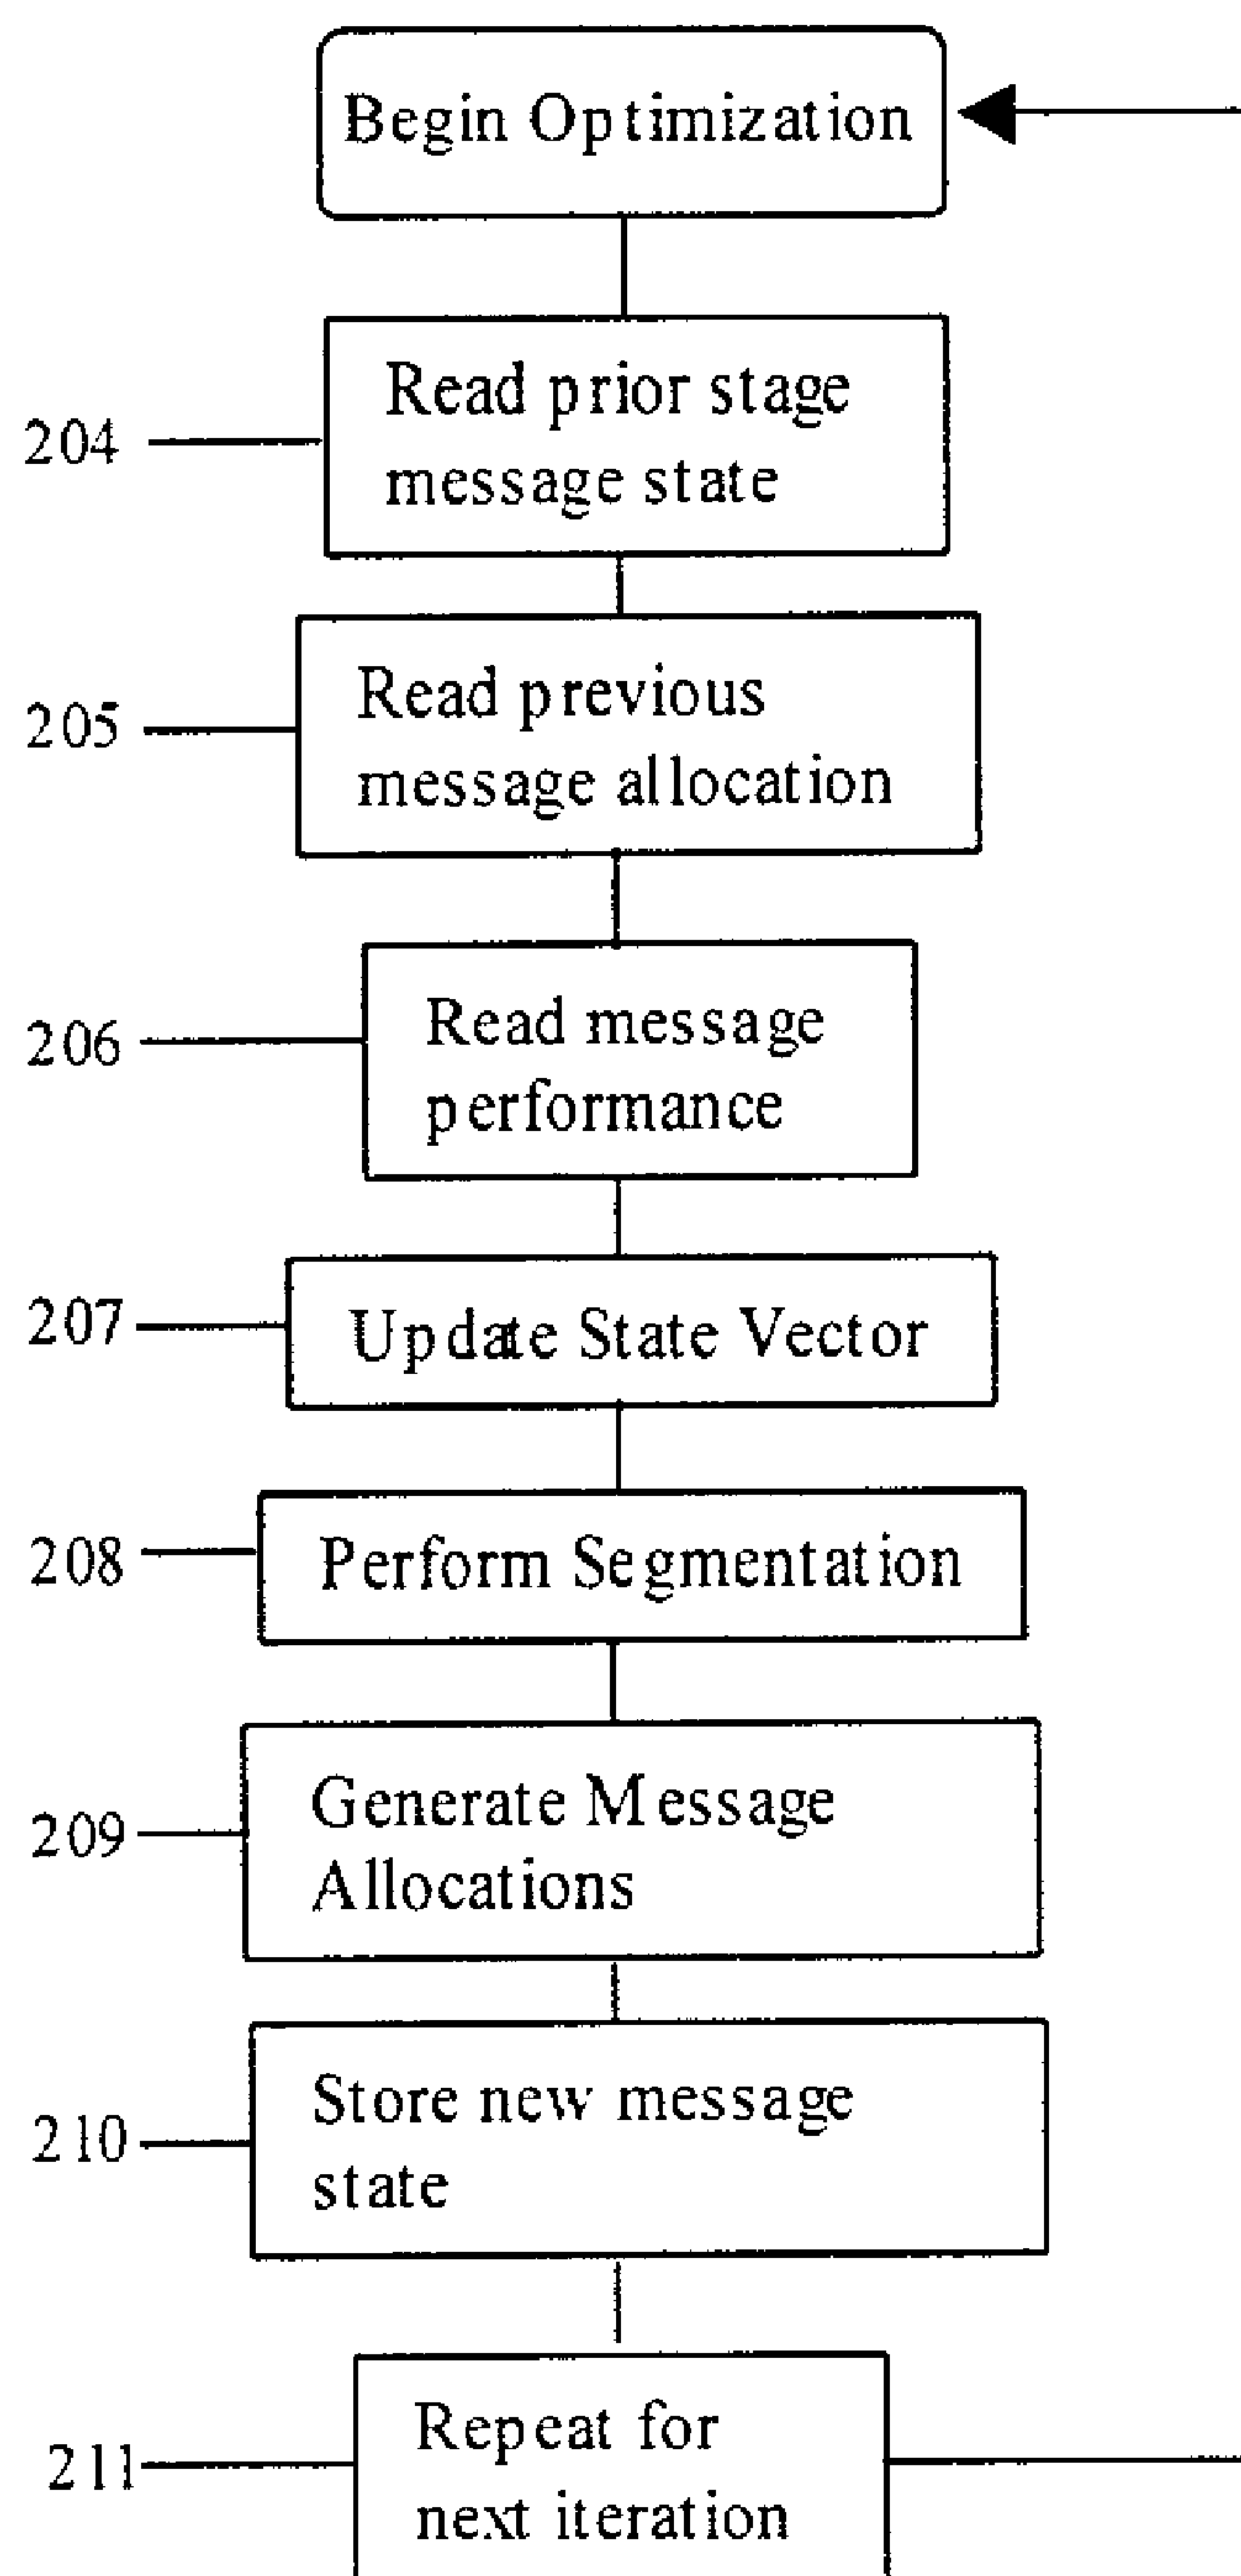 Begin Optimization
Read prior stage
204
message state
Read previous
205
message allocation
Read message
206
performance
207
Update State Vector
208
Perform Segmentation
Generate Message
209
Allocations
Store new message
210
state
Repeat for
211
next iteration